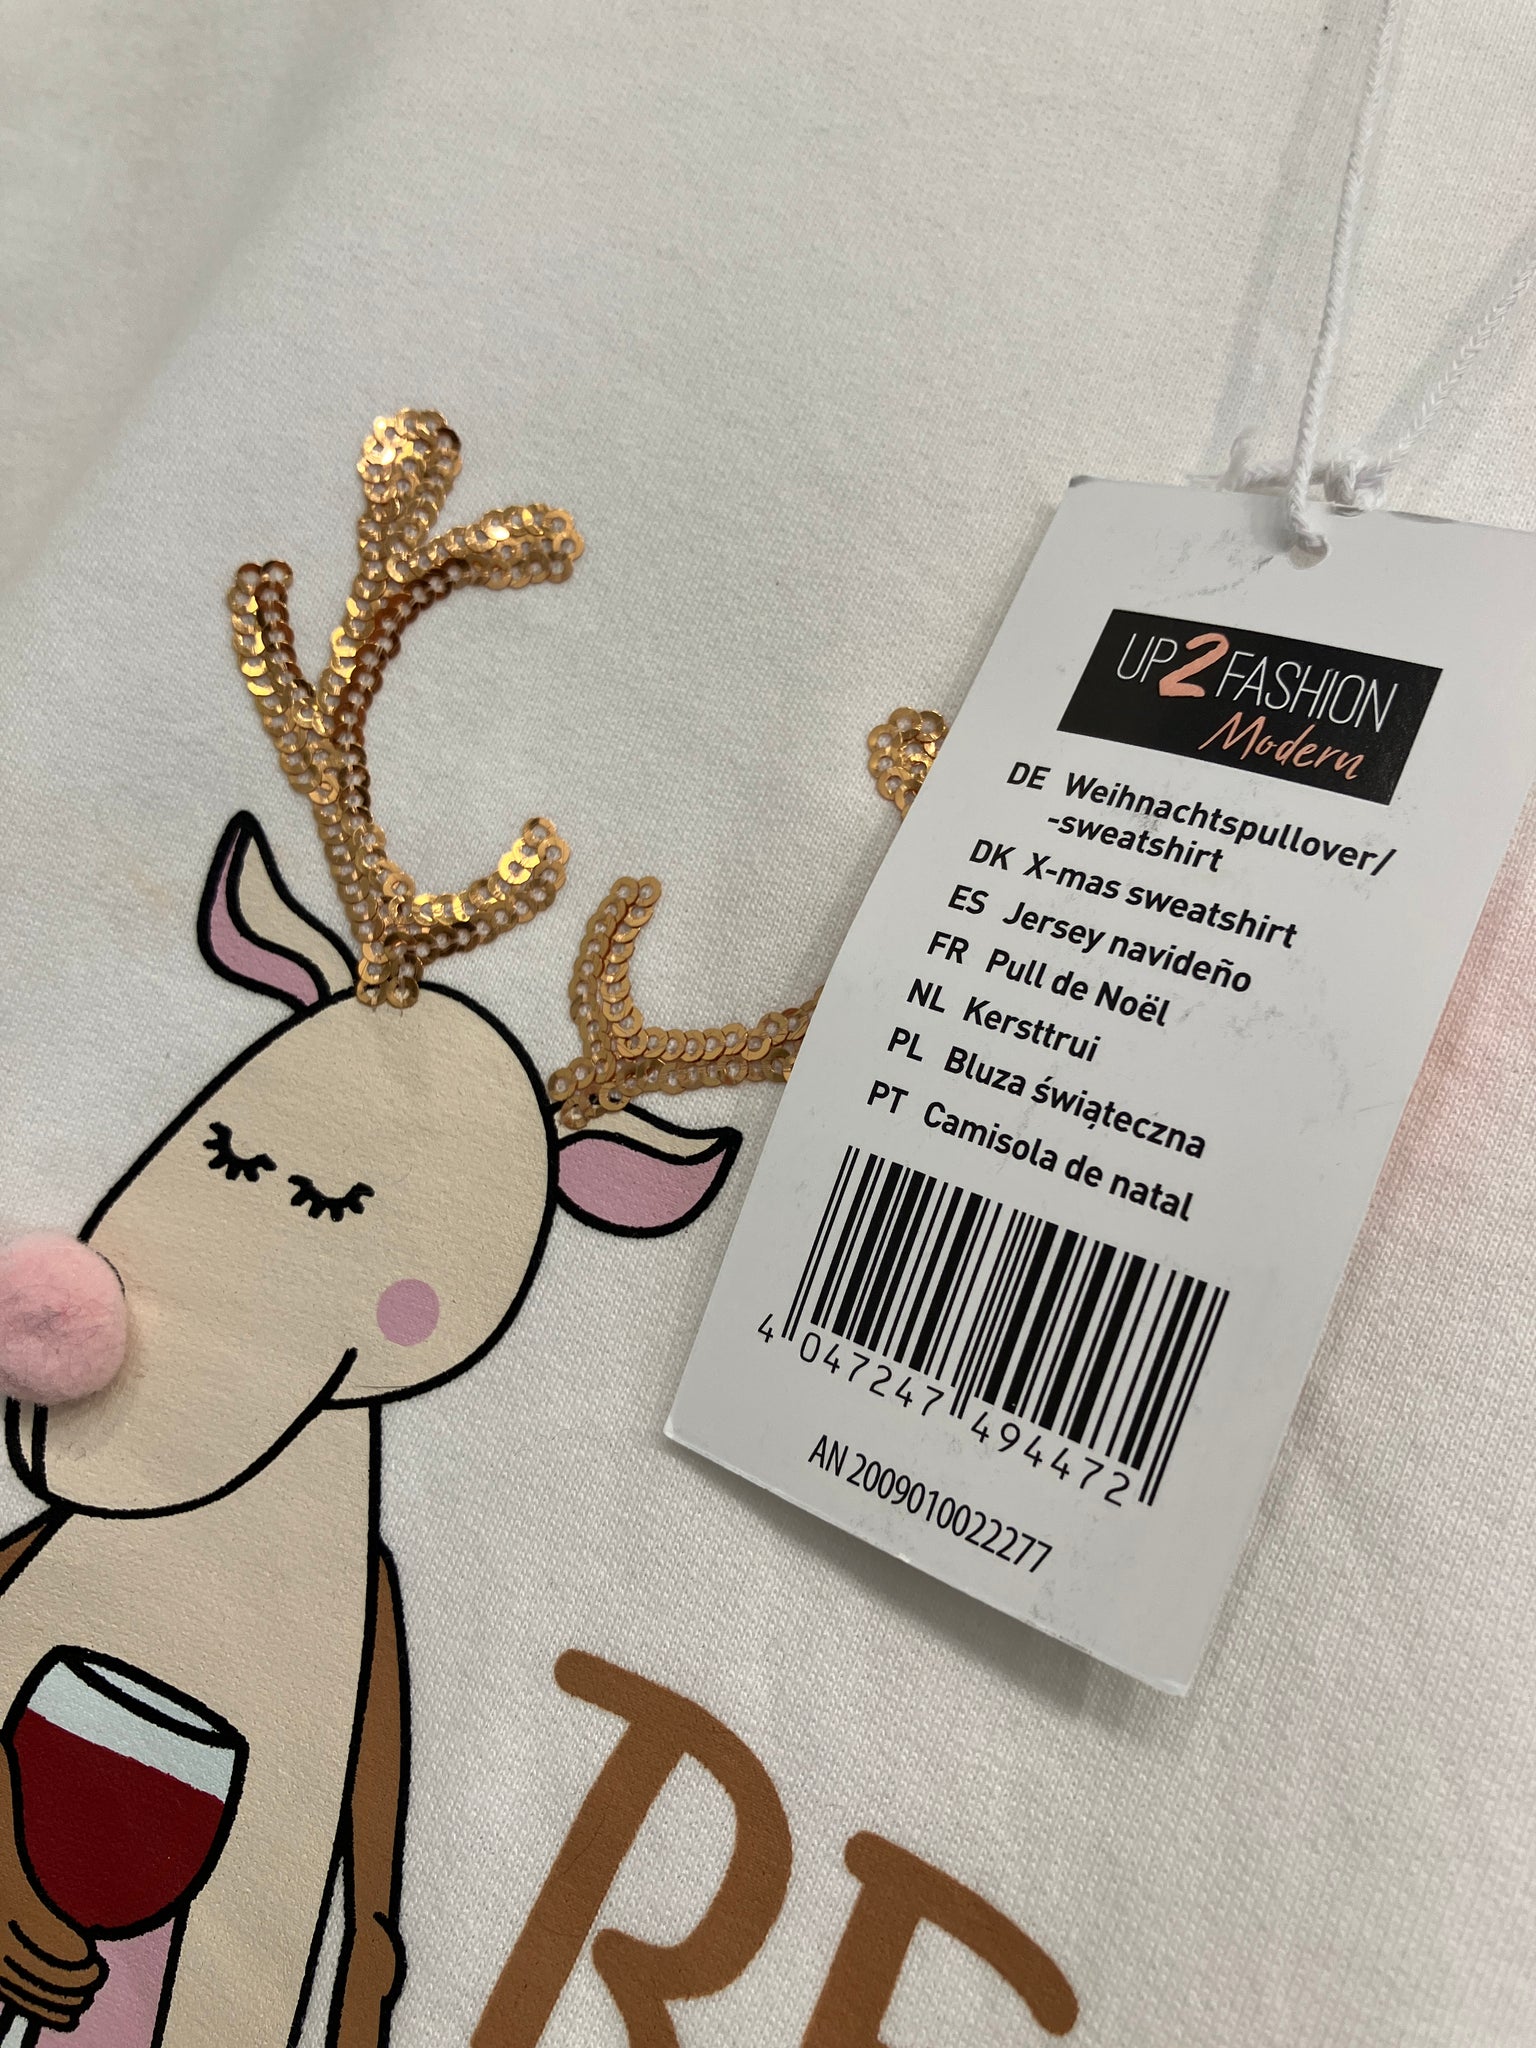 UP2FASHION
Modern
DE Weihnachtspullover/
-sweatshirt
DK X-mas sweatshirt
ES Jersey navideño
FR Pull de Noël
NL Kersttrui
PL Bluza świąteczna
PT Camisola de natal
4 047247 494472
AN 2009010022277
RE